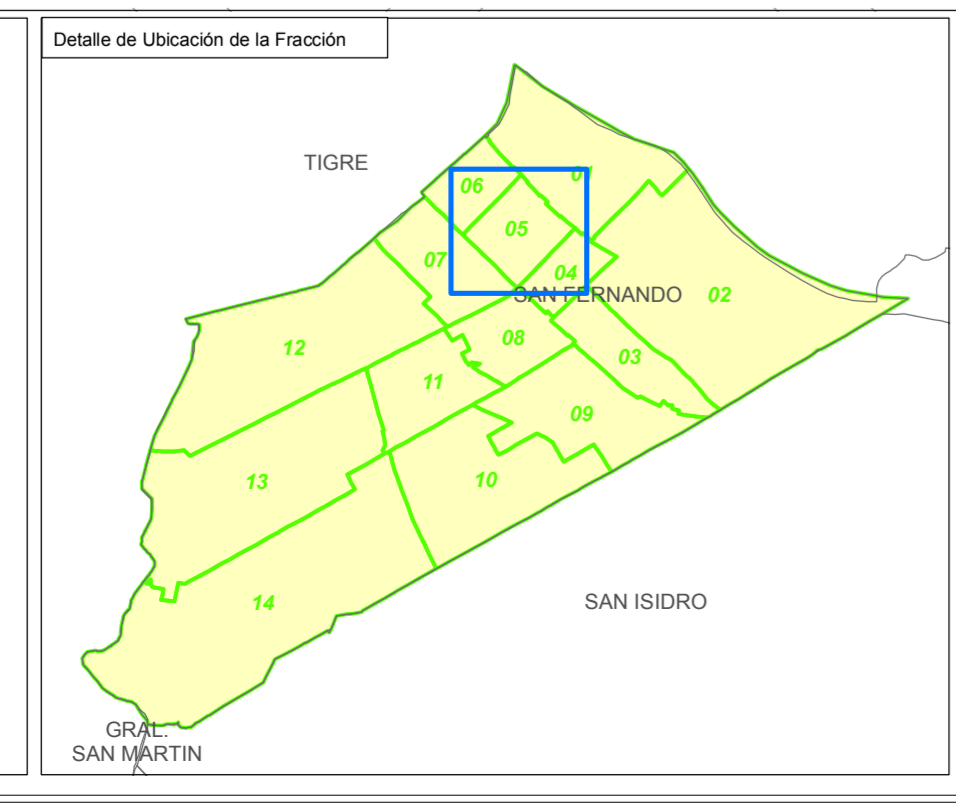 Detalle de Ubicación de la Fracción
TIGRE
01
06
05
07
04
SAN FERNANDO
02
12
08
03
11
09
13
10
14
SAN ISIDRO
GRAL.
SAN MARTIN